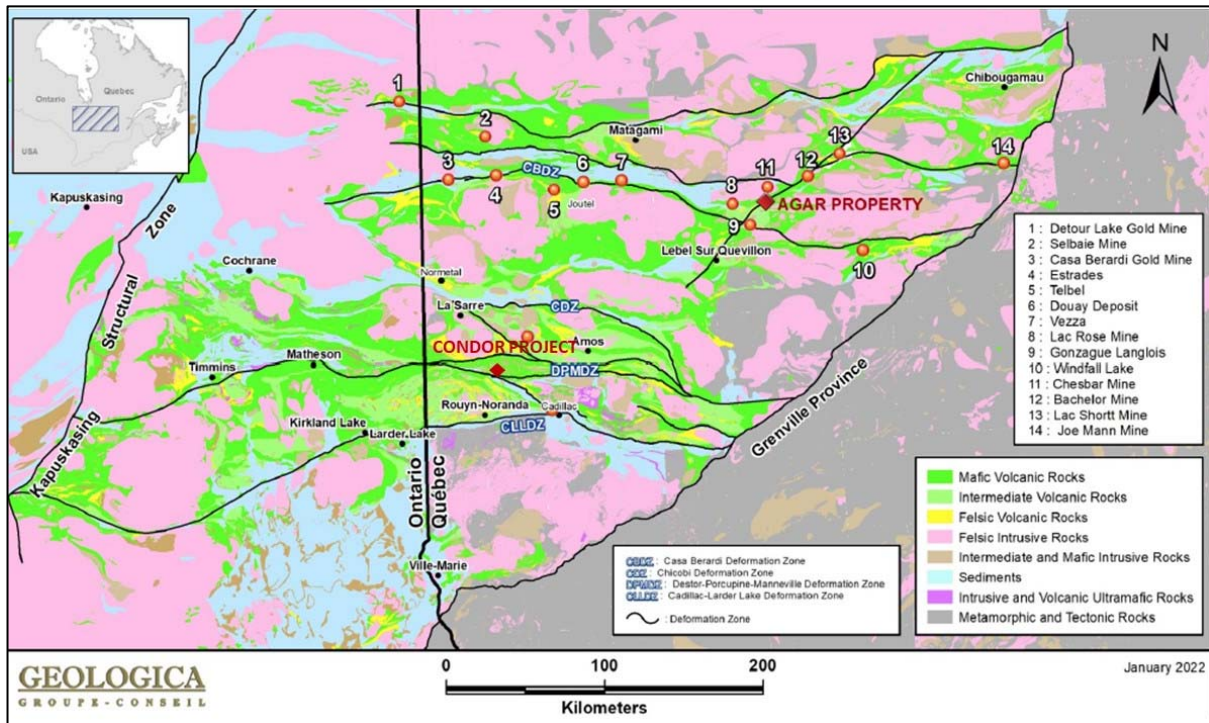 Ontario
Quebec
USA
N
1
2
3
4
5
6
7
8
9
10
11
12
13
14
Chibougamau
Matagami
CBDZ
Joutel
AGAR PROPERTY
Lebel Sur Quevillon
Kapuskasing
Cochrane
Normetal
La Sarre
CDZ
CONDOR PROJECT
Amos
DPMDZ
Timmins
Matheson
Rouyn-Noranda
Cadillac
CLLDZ
Kirkland Lake
Larder Lake
Kapuskasing Structural Zone
Grenville Province
Ontario
Québec
Ville-Marie
1 : Detour Lake Gold Mine
2 : Selbaie Mine
3 : Casa Berardi Gold Mine
4 : Estrades
5 : Telbel
6 : Douay Deposit
7 : Vezza
8 : Lac Rose Mine
9 : Gonzague Langlois
10 : Windfall Lake
11 : Chesbar Mine
12 : Bachelor Mine
13 : Lac Shortt Mine
14 : Joe Mann Mine
Mafic Volcanic Rocks
Intermediate Volcanic Rocks
Felsic Volcanic Rocks
Felsic Intrusive Rocks
Intermediate and Mafic Intrusive Rocks
Sediments
Intrusive and Volcanic Ultramafic Rocks
Metamorphic and Tectonic Rocks
CBDZ : Casa Berardi Deformation Zone
CDZ : Chicobi Deformation Zone
DPMDZ : Destor-Porcupine-Manneville Deformation Zone
CLLDZ : Cadillac-Larder Lake Deformation Zone
: Deformation Zone
GEOLOGICA
GROUPE-CONSEIL
0 100 200
Kilometers
January 2022